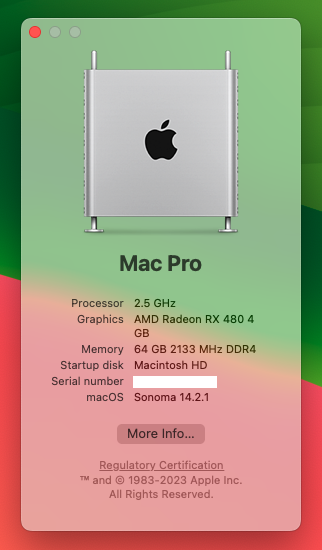 Mac Pro
Processor 2.5 GHz
Graphics AMD Radeon RX 480 4
GB
Memory 64 GB 2133 MHz DDR4
Startup disk Macintosh HD
Serial number
macOS Sonoma 14.2.1
More Info...
Regulatory Certification
™ and © 1983-2023 Apple Inc.
All Rights Reserved.